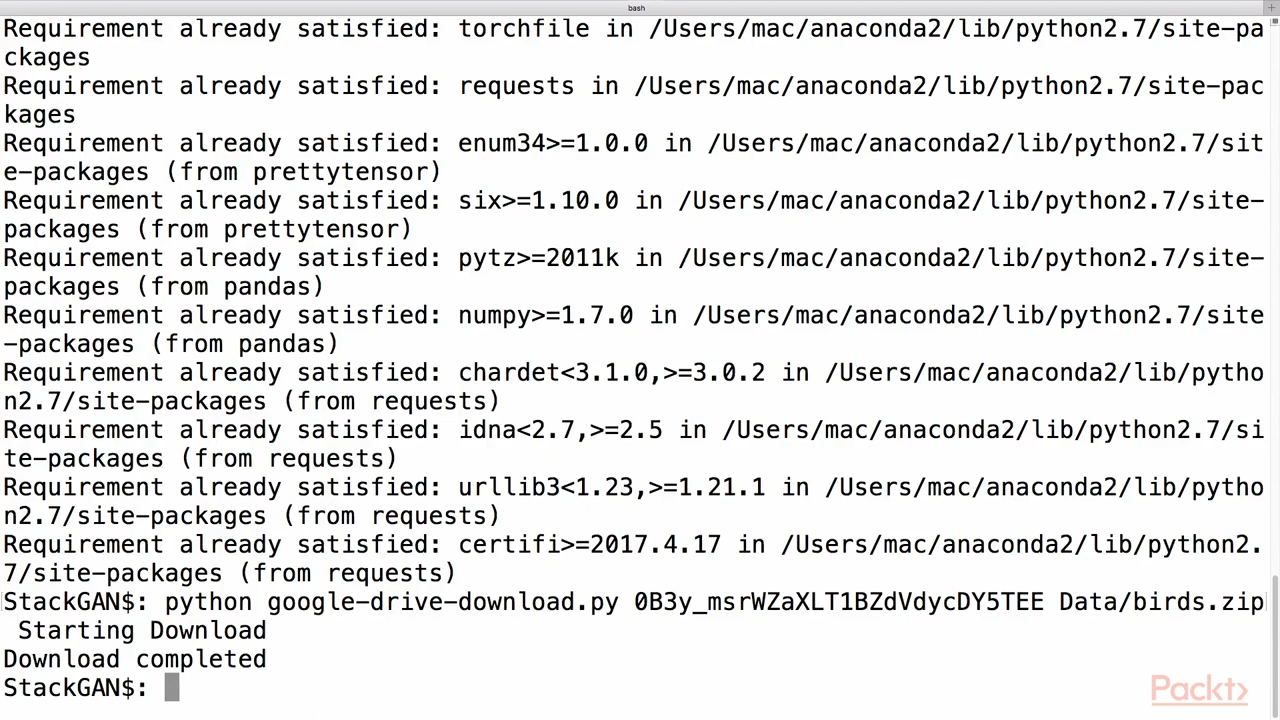 bash
Requirement already satisfied: torchfile in /Users/mac/anaconda2/lib/python2.7/site-pa
ckages
Requirement already satisfied: requests in /Users/mac/anaconda2/lib/python2.7/site-pac
kages
Requirement already satisfied: enum34>=1.0.0 in /Users/mac/anaconda2/lib/python2.7/sit
e-packages (from prettytensor)
Requirement already satisfied: six>=1.10.0 in /Users/mac/anaconda2/lib/python2.7/site-
packages (from prettytensor)
Requirement already satisfied: pytz>=2011k in /Users/mac/anaconda2/lib/python2.7/site-
packages (from pandas)
Requirement already satisfied: numpy>=1.7.0 in /Users/mac/anaconda2/lib/python2.7/site
-packages (from pandas)
Requirement already satisfied: chardet<3.1.0,>=3.0.2 in /Users/mac/anaconda2/lib/pytho
n2.7/site-packages (from requests)
Requirement already satisfied: idna<2.7,>=2.5 in /Users/mac/anaconda2/lib/python2.7/si
te-packages (from requests)
Requirement already satisfied: urllib3<1.23,>=1.21.1 in /Users/mac/anaconda2/lib/pytho
n2.7/site-packages (from requests)
Requirement already satisfied: certifi>=2017.4.17 in /Users/mac/anaconda2/lib/python2.
7/site-packages (from requests)
StackGAN$: python google-drive-download.py 0B3y_msrWZaXLT1BZdVdycDY5TEE Data/birds.zip
Starting Download
Download completed
StackGAN$:
Packt>